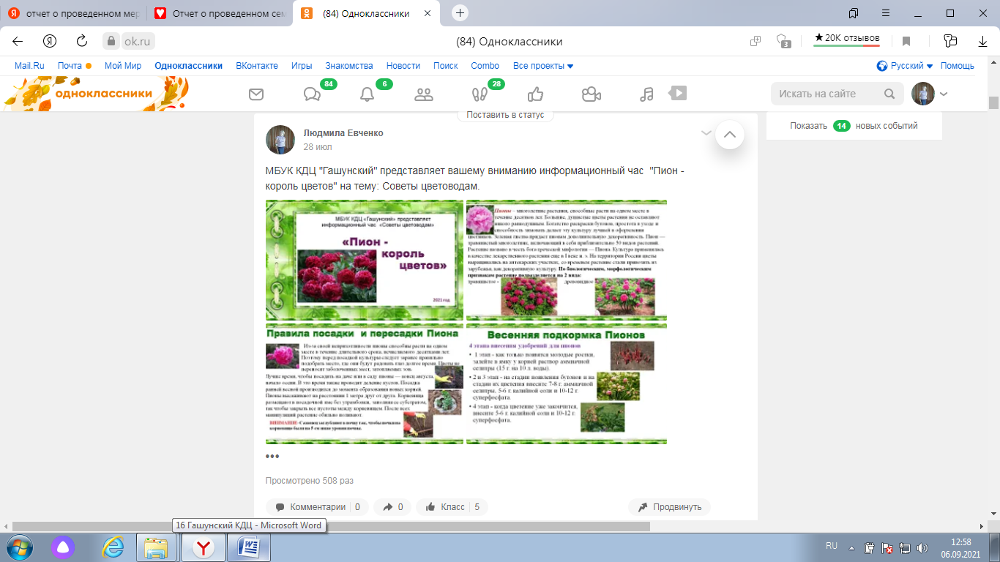 отчет о проведенном мер
Отчет о проведенном сем
(84) Одноклассники
ok.ru
(84) Одноклассники
★ 20K отзывов
3
Mail.Ru Почта Мой Мир Одноклассники ВКонтакте Игры Знакомства Новости Поиск Combo Все проекты
Русский Помощь
одноклассники
84
6
28
Искать на сайте
Поставить в статус
Показать 14 новых событий
Людмила Евченко
28 июл
МБУК КДЦ "Гашунский" представляет вашему вниманию информационный час "Пион -
король цветов" на тему: Советы цветоводам.
МБУК КДЦ «Гашунский» представляет
информационный час «Советы цветоводам»
«Пион -
король
цветов»
2021 год
Пионы – многолетние растения, способные расти на одном месте в
течение десятков лет. Большие, душистые цветы растения не оставляют
никого равнодушным. Богатство раскраски бутонов, простота в уходе и
способность зимовать делает эту культуру лучшей в оформлении
цветников. Зеленая листва придает пионам дополнительную декоративность. Пион —
травянистый многолетник, включающий в себя приблизительно 50 видов растений.
Растение названо в честь бога греческой мифологии — Пиона. Культура применялась
в качестве лекарственного растения еще в I веке н. э. На территории России цветы
выращивались на аптекарских участках, со временем растение стали привозить из
зарубежья, как декоративную культуру. По биологическим, морфологическим
признакам растение подразделяется на 2 вида:
травянистое - древовидное
Правила посадки и пересадки Пиона
Из-за своей неприхотливости пионы способны расти на одном
месте в течение длительного срока, исчисляемого десятками лет.
Поэтому перед посадкой культуры следует заранее правильно
подобрать место, где они будут радовать глаз долгое время. Цветы не
переносят заболоченных мест, затопляемых зон.
Лучшее время, чтобы посадить на даче или в саду пионы — конец августа,
начало осени. В это время также проводят деление кустов. Посадка
ранней весной производится до момента образования новых корней.
Пионы высаживают на расстоянии 1 метра друг от друга. Корневища
размещают в посадочной яме без утрамбовки, заполняя ее субстратом,
так чтобы закрыть все пустоты между корневищем. После всех
манипуляций растение обильно поливают.
ВНИМАНИЕ: Саженец заглубляют в почву так, чтобы почки на
корневище были на 5 см ниже уровня почвы.
Весенняя подкормка Пионов
4 этапа внесения удобрений для пионов
• 1 этап - как только появятся молодые ростки,
залейте в ямку у корней раствор аммиачной
селитры (15 г. на 10 л. воды).
• 2 и 3 этап - на стадии появления бутонов и на
стадии их цветения внесите 7-8 г. аммиачной
селитры, 5-6 г. калийной соли и 10-12 г.
суперфосфата.
• 4 этап - когда цветение уже закончится,
внесите 5-6 г. калийной соли и 10-12 г.
суперфосфата.
•••
Просмотрено 508 раз
Комментарии 0
0
Класс 5
Продвинуть
16 Гашунский КДЦ - Microsoft Word
RU
12:58
06.09.2021